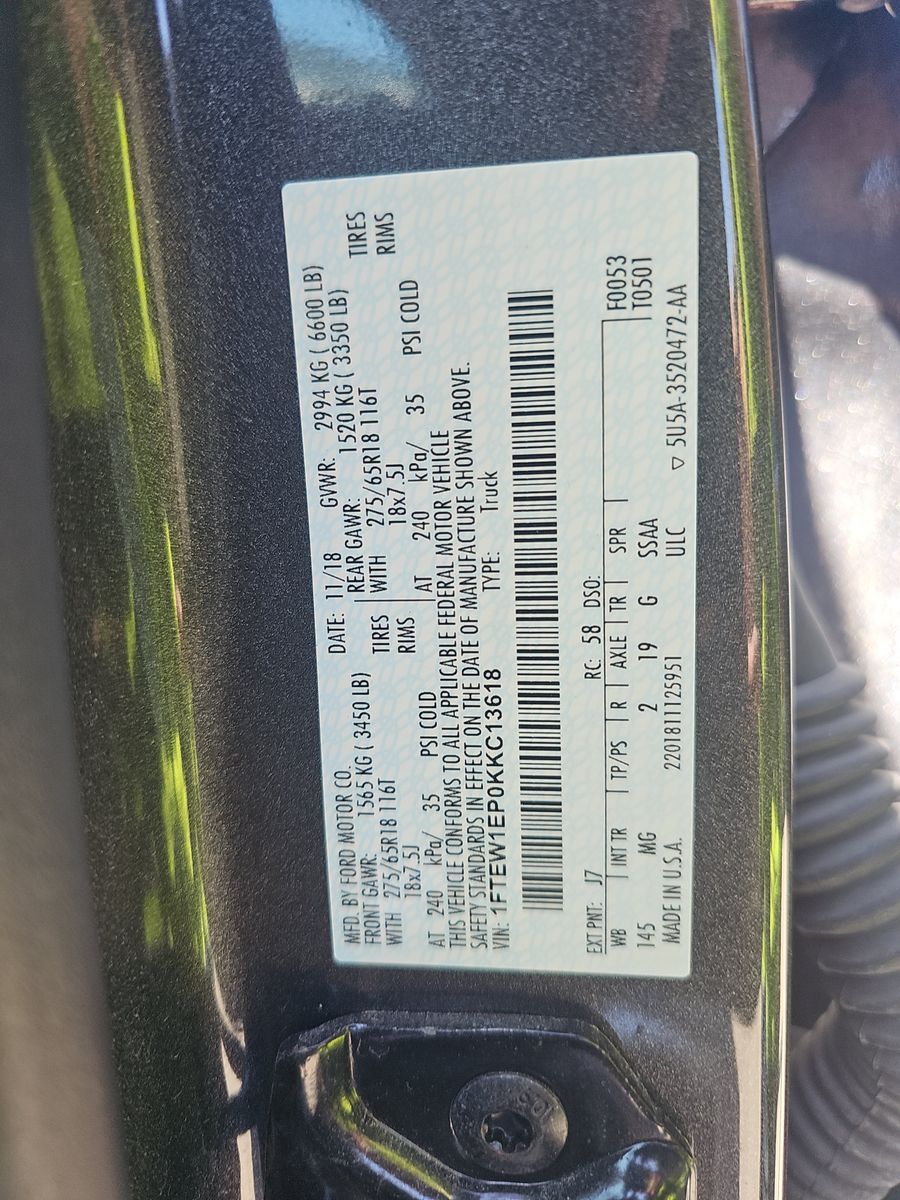 MFD. BY FORD MOTOR CO. DATE: 11/18 GVWR: 2994 KG ( 6600 LB)
FRONT GAWR: 1565 KG ( 3450 LB) REAR GAWR: 1520 KG ( 3350 LB)
WITH 275/65R18 116T TIRES WITH 275/65R18 116T TIRES
18x7.5J RIMS 18x7.5J RIMS
AT 240 kPa/ 35 PSI COLD AT 240 kPa/ 35 PSI COLD
THIS VEHICLE CONFORMS TO ALL APPLICABLE FEDERAL MOTOR VEHICLE
SAFETY STANDARDS IN EFFECT ON THE DATE OF MANUFACTURE SHOWN ABOVE.
VIN: 1FTEW1EP0KKC13618 TYPE: Truck
EXT PNT: J7 RC: 58 DSO:
WB INT TR TP/PS R AXLE TR SPR F0053
145 MG 2 19 G SSAA T0501
MADE IN U.S.A. 220181112595​1 ULC ▽ 5U5A-3520472-AA